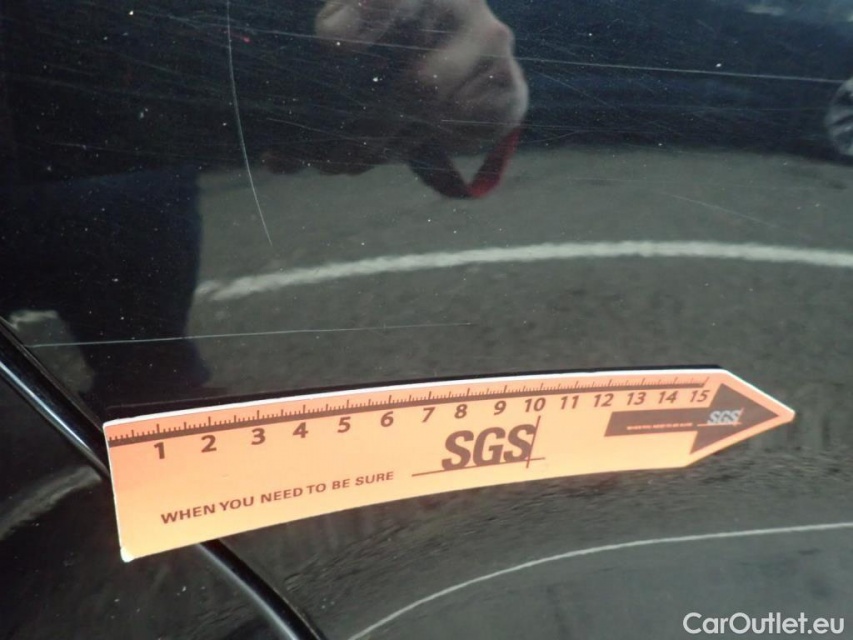 1 2 3 4 5 6 7 8 9 10 11 12 13 14 15
SGS
SGS
WHEN YOU NEED TO BE SURE
CarOutlet.eu